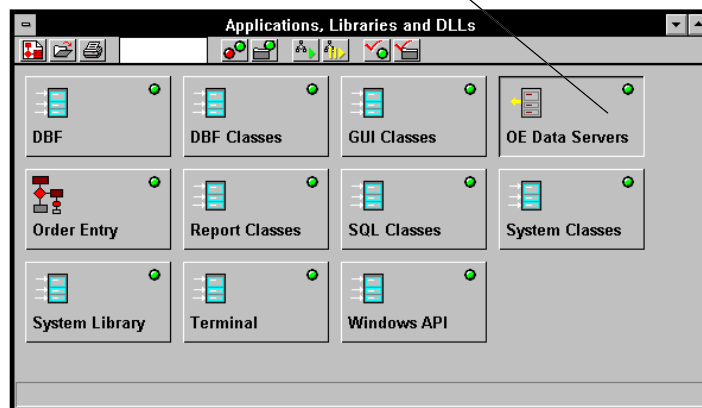 Applications, Libraries and DLLs
DBF
DBF Classes
GUI Classes
OE Data Servers
Order Entry
Report Classes
SQL Classes
System Classes
System Library
Terminal
Windows API